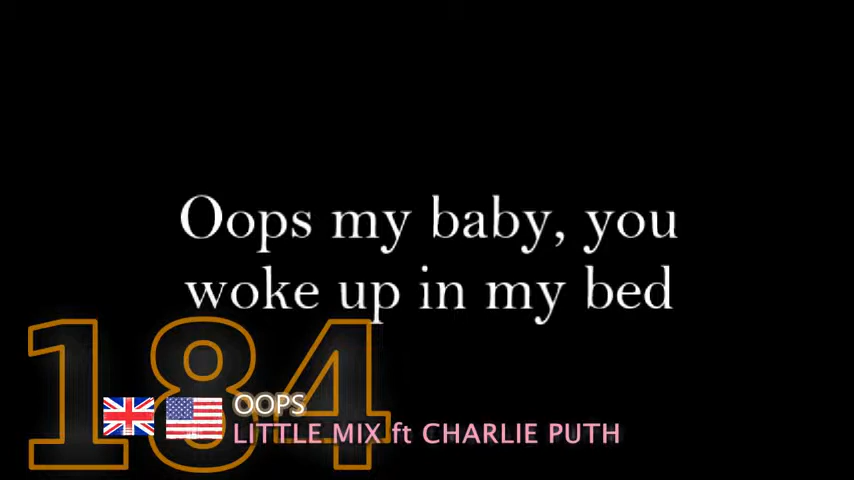 Oops my baby, you
woke up in my bed
184
OOPS
LITTLE MIX ft CHARLIE PUTH